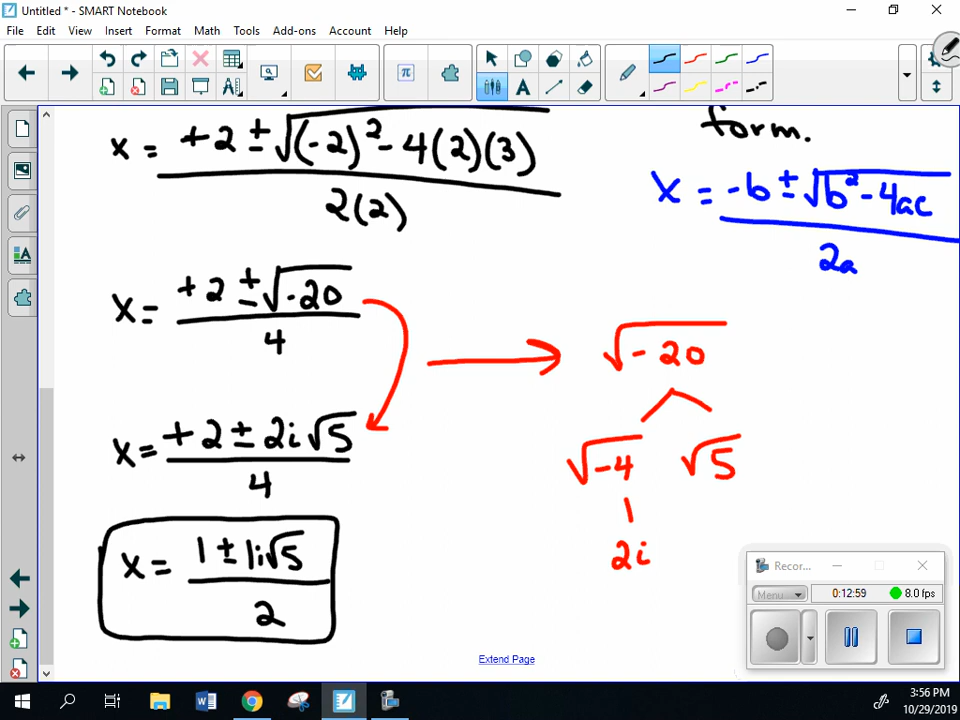 Untitled * - SMART Notebook
File Edit View Insert Format Math Tools Add-ons Account Help
form.
x = +2 ± √(-2)² - 4(2)(3)
2(2)
x = -b ± √b² - 4ac
2a
x = +2 ± √-20
4
√-20
x = +2 ± 2i√5
4
√-4 √5
2i
x = 1 ± 1i√5
2
Recor...
Menu 0:12:59 8.0 fps
Extend Page
3:56 PM
10/29/2019